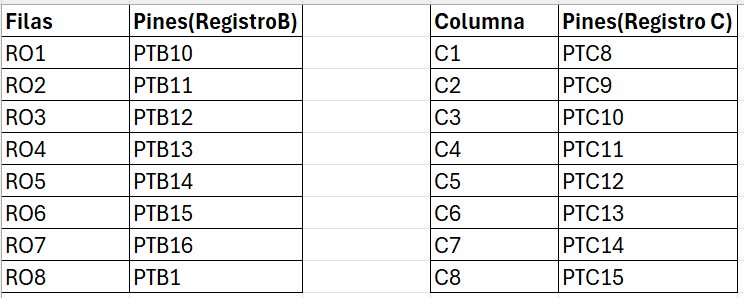 Filas Pines(RegistroB) Columna Pines(Registro C)
RO1 PTB10 C1 PTC8
RO2 PTB11 C2 PTC9
RO3 PTB12 C3 PTC10
RO4 PTB13 C4 PTC11
RO5 PTB14 C5 PTC12
RO6 PTB15 C6 PTC13
RO7 PTB16 C7 PTC14
RO8 PTB1 C8 PTC15